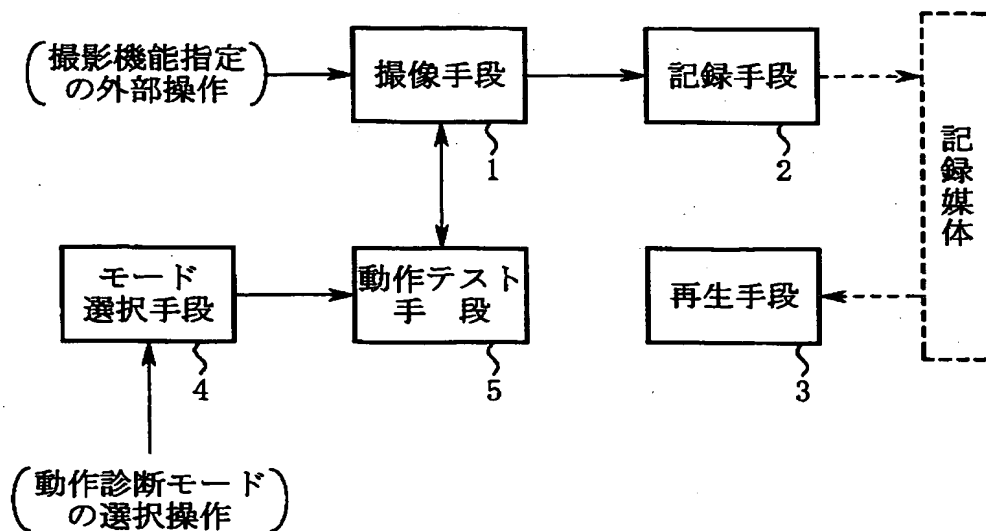 撮影機能指定
の外部操作
撮像手段
1
記録手段
2
記録媒体
モード
選択手段
4
動作テスト
手 段
5
再生手段
3
動作診断モード
の選択操作